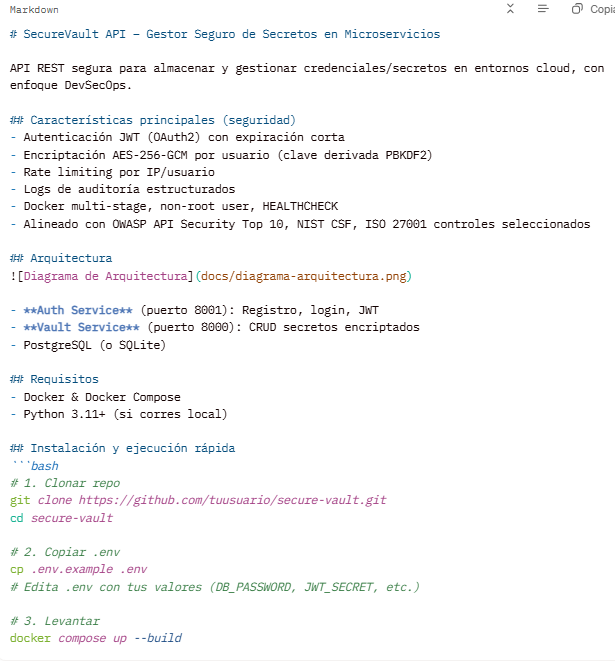 Markdown
Copia
# SecureVault API – Gestor Seguro de Secretos en Microservicios
API REST segura para almacenar y gestionar credenciales/secretos en entornos cloud, con
enfoque DevSecOps.
## Características principales (seguridad)
- Autenticación JWT (OAuth2) con expiración corta
- Encriptación AES-256-GCM por usuario (clave derivada PBKDF2)
- Rate limiting por IP/usuario
- Logs de auditoría estructurados
- Docker multi-stage, non-root user, HEALTHCHECK
- Alineado con OWASP API Security Top 10, NIST CSF, ISO 27001 controles seleccionados
## Arquitectura
![Diagrama de Arquitectura](docs/diagrama-arquitectura.png)
- **Auth Service** (puerto 8001): Registro, login, JWT
- **Vault Service** (puerto 8000): CRUD secretos encriptados
- PostgreSQL (o SQLite)
## Requisitos
- Docker & Docker Compose
- Python 3.11+ (si corres local)
## Instalación y ejecución rápida
```bash
# 1. Clonar repo
git clone https://github.com/tuusuario/secure-vault.git
cd secure-vault
# 2. Copiar .env
cp .env.example .env
# Edita .env con tus valores (DB_PASSWORD, JWT_SECRET, etc.)
# 3. Levantar
docker compose up --build